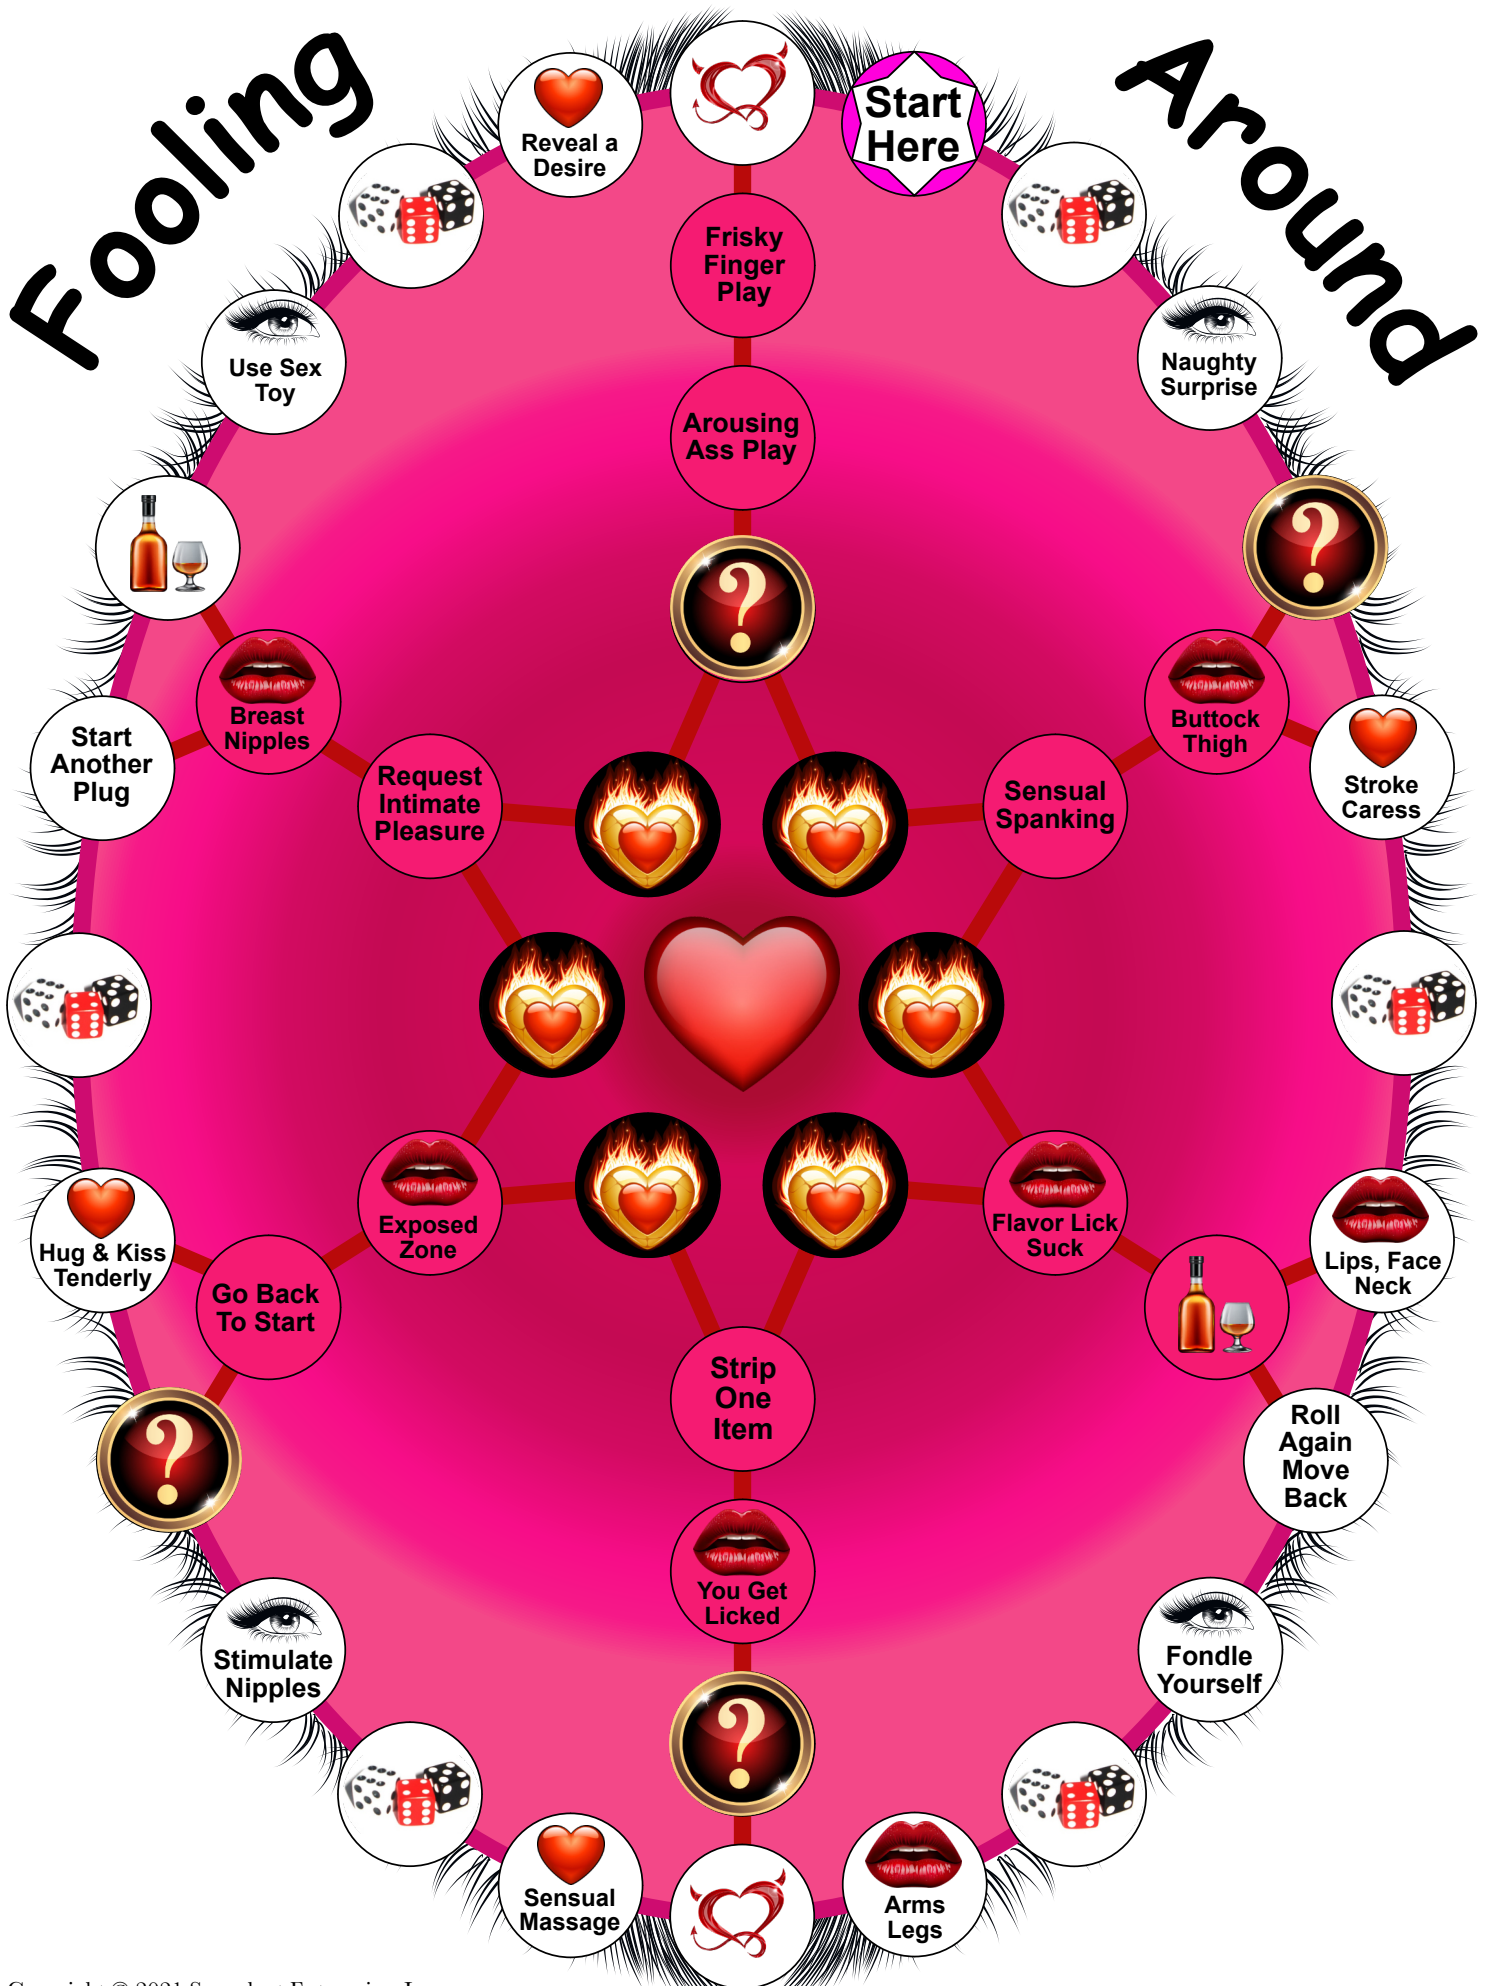 Fooling
Around
Reveal a
Desire
Start
Here
Frisky
Finger
Play
Use Sex
Toy
Naughty
Surprise
Arousing
Ass Play
?
?
Breast
Nipples
Buttock
Thigh
Start
Another
Plug
Request
Intimate
Pleasure
Sensual
Spanking
Stroke
Caress
Hug & Kiss
Tenderly
Exposed
Zone
Flavor Lick
Suck
Lips, Face
Neck
Go Back
To Start
Strip
One
Item
Roll
Again
Move
Back
?
You Get
Licked
Stimulate
Nipples
Fondle
Yourself
?
Sensual
Massage
Arms
Legs